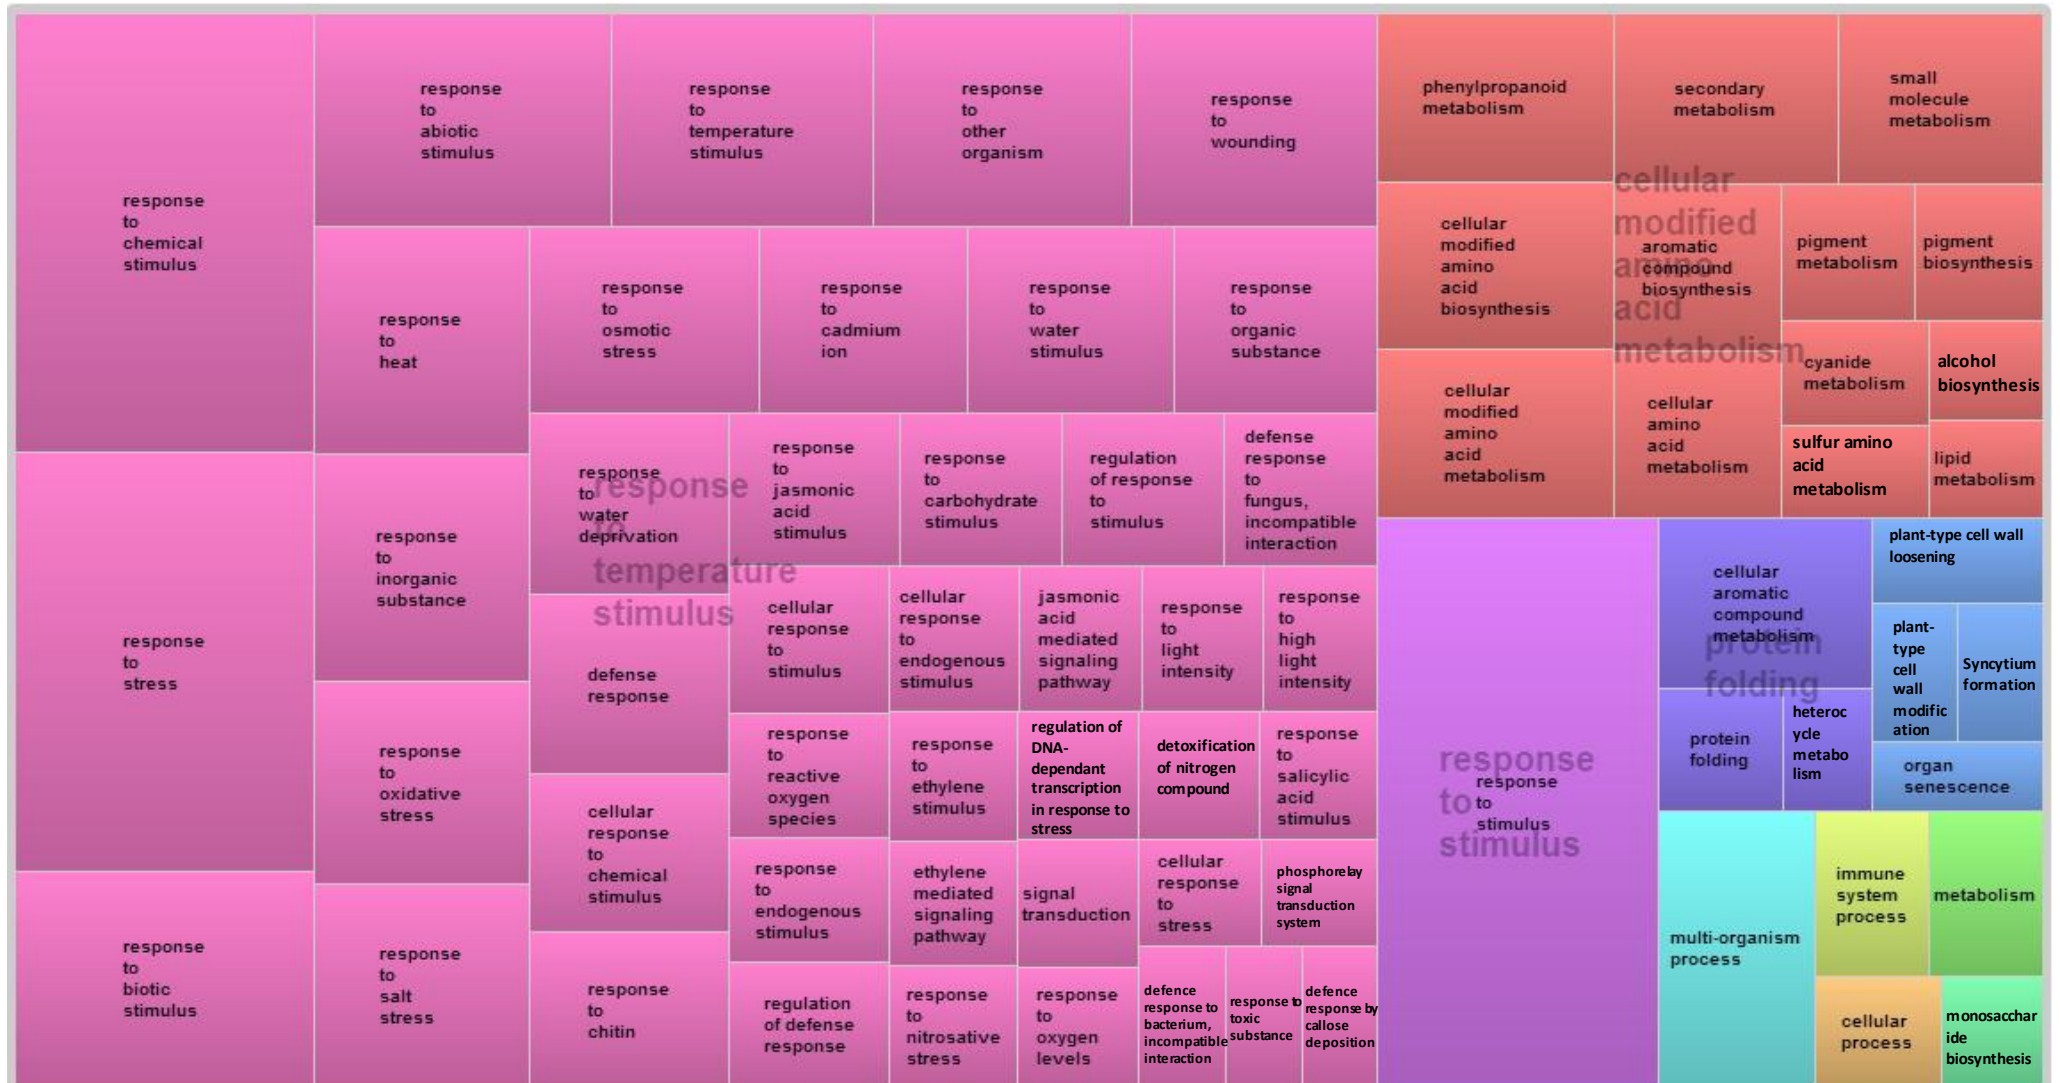 response
to
chemical
stimulus
response
to
stress
response
to
biotic
stimulus
response
to
abiotic
stimulus
response
to
temperature
stimulus
response
to
other
organism
response
to
wounding
response
to
heat
response
to
inorganic
substance
response
to
oxidative
stress
response
to
salt
stress
response
to
osmotic
stress
response
to
cadmium
ion
response
to
water
stimulus
response
to
organic
substance
response
to
water
deprivation
defense
response
cellular
response
to
chemical
stimulus
response
to
chitin
response
to
temperature
stimulus
response
to
jasmonic
acid
stimulus
response
to
carbohydrate
stimulus
regulation
of response
to
stimulus
defense
response
to
fungus,
incompatible
interaction
cellular
response
to
stimulus
cellular
response
to
endogenous
stimulus
jasmonic
acid
mediated
signaling
pathway
response
to
light
intensity
response
to
high
light
intensity
response
to
reactive
oxygen
species
response
to
ethylene
stimulus
regulation of
DNA-
dependant
transcription
in response to
stress
detoxification
of nitrogen
compound
response
to
salicylic
acid
stimulus
response
to
endogenous
stimulus
ethylene
mediated
signaling
pathway
signal
transduction
cellular
response
to
stress
phosphorelay
signal
transduction
system
regulation
of defense
response
response
to
nitrosative
stress
response
to
oxygen
levels
defence
response to
bacterium,
incompatible
interaction
response to
toxic
substance
defence
response by
callose
deposition
phenylpropanoid
metabolism
secondary
metabolism
small
molecule
metabolism
cellular
modified
amino
acid
biosynthesis
aromatic
compound
biosynthesis
pigment
metabolism
pigment
biosynthesis
cellular
modified
amino
acid
metabolism
cellular
modified
amino
acid
metabolism
cellular
amino
acid
metabolism
cyanide
metabolism
alcohol
biosynthesis
sulfur amino
acid
metabolism
lipid
metabolism
response
to
stimulus
response
to
stimulus
cellular
aromatic
compound
metabolism
protein
folding
protein
folding
heteroc
ycle
metabo
lism
plant-type cell wall
loosening
plant-
type
cell
wall
modific
ation
Syncytium
formation
organ
senescence
multi-organism
process
immune
system
process
metabolism
cellular
process
monosacchar
ide
biosynthesis